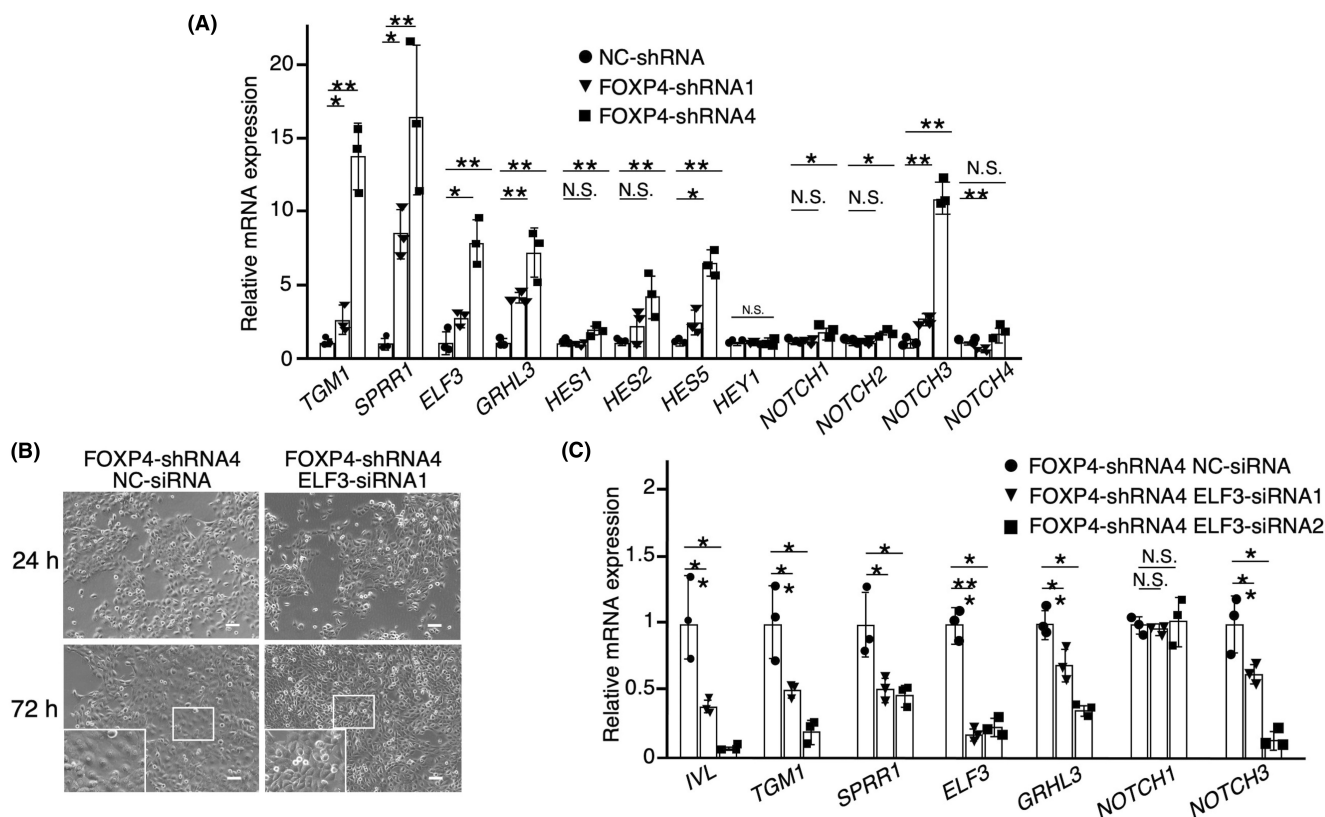 (A)
Relative mRNA expression
20
15
10
5
0
NC-shRNA
FOXP4-shRNA1
FOXP4-shRNA4
* **
* **
* **
** **
N.S. **
N.S. **
* **
N.S.
N.S. *
N.S. *
** **
** N.S.
TGM1
SPRR1
ELF3
GRHL3
HES1
HES2
HES5
HEY1
NOTCH1
NOTCH2
NOTCH3
NOTCH4
(B)
FOXP4-shRNA4
NC-siRNA
FOXP4-shRNA4
ELF3-siRNA1
24 h
72 h
(C)
Relative mRNA expression
2
1.5
1
0.5
0
FOXP4-shRNA4 NC-siRNA
FOXP4-shRNA4 ELF3-siRNA1
FOXP4-shRNA4 ELF3-siRNA2
*
* *
*
* *
*
*
*
** *
*
* *
N.S.
N.S.
*
* *
IVL
TGM1
SPRR1
ELF3
GRHL3
NOTCH1
NOTCH3